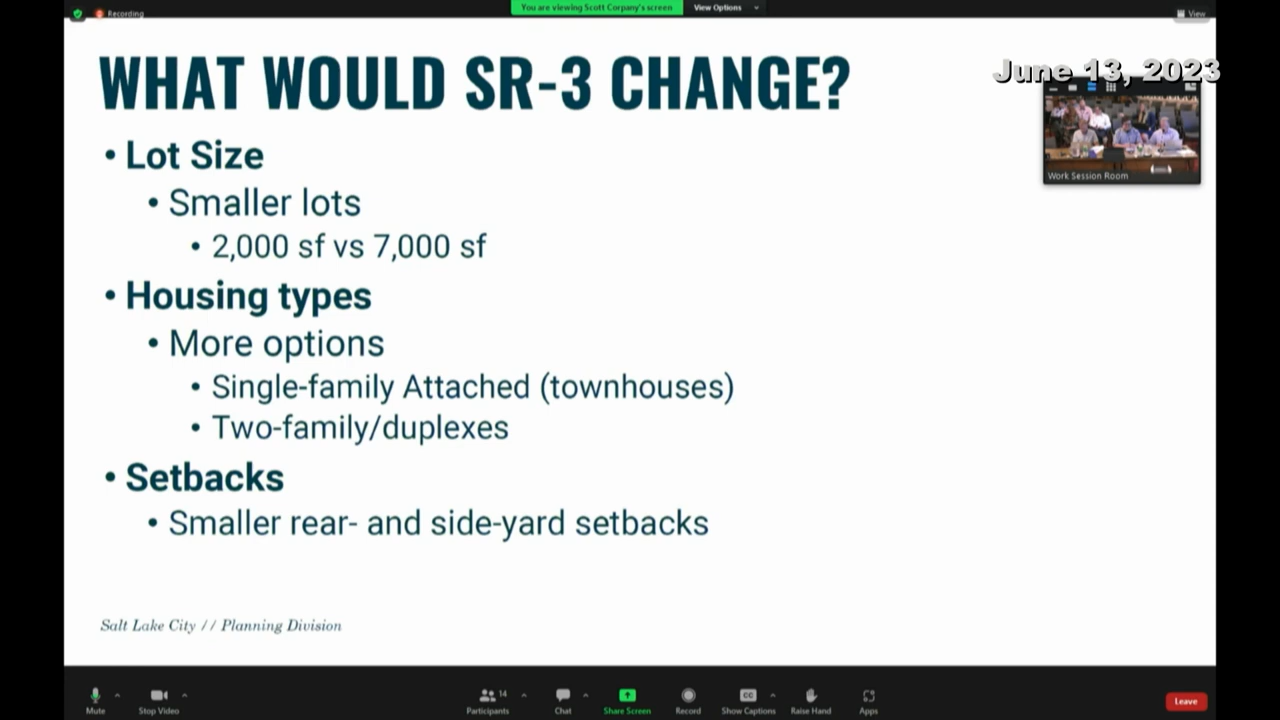 Recording
You are viewing Scott Corpany's screen
View Options
View
WHAT WOULD SR-3 CHANGE?
June 13, 2023
• Lot Size
• Smaller lots
• 2,000 sf vs 7,000 sf
• Housing types
• More options
• Single-family Attached (townhouses)
• Two-family/duplexes
• Setbacks
• Smaller rear- and side-yard setbacks
Work Session Room
Salt Lake City // Planning Division
Mute
Stop Video
Participants
14
Chat
Share Screen
Record
CC
Show Captions
Raise Hand
Apps
Leave